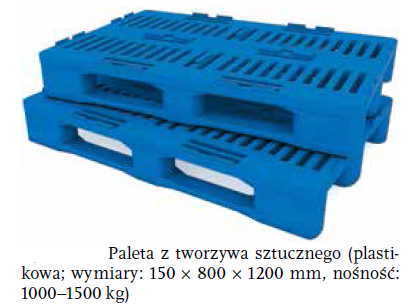 Paleta z tworzywa sztucznego (plasti-
kowa; wymiary: 150 × 800 × 1200 mm, nośność:
1000–1500 kg)